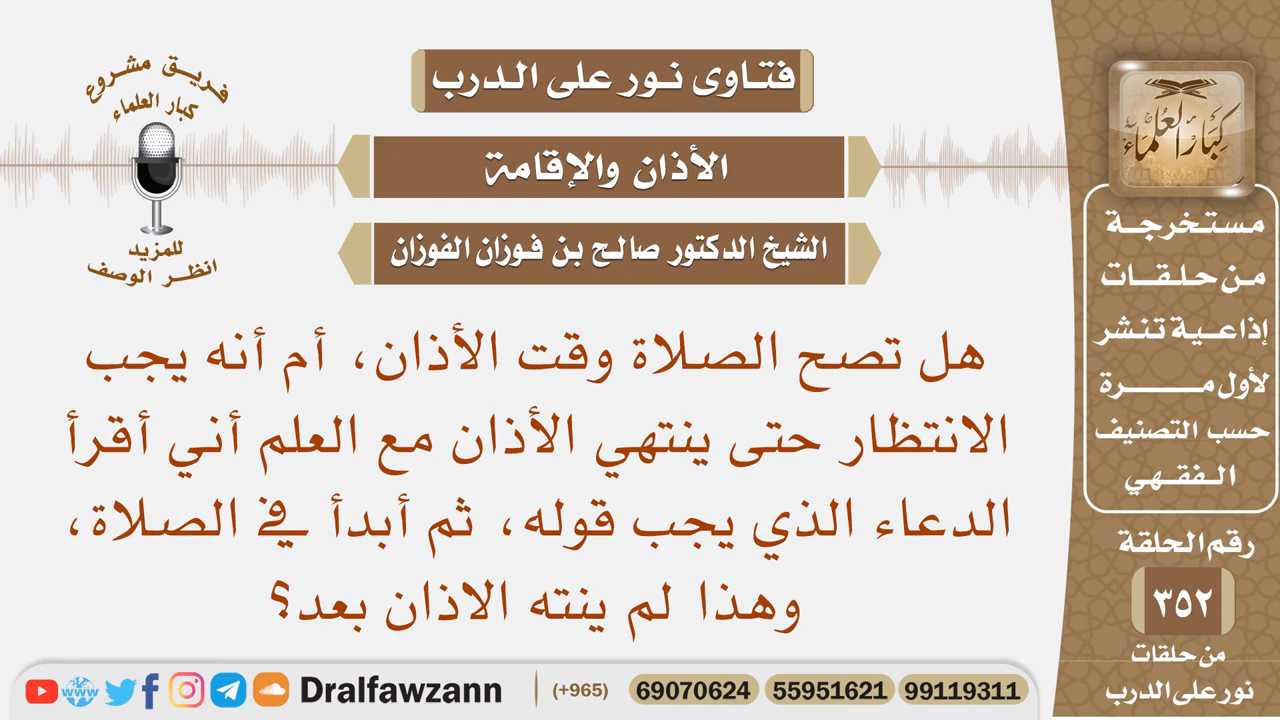 فريق مشروع
كبار العلماء
للمزيد
انظر الوصف
فتاوى نور على الدرب
الأذان والإقامة
الشيخ الدكتور صالح بن فوزان الفوزان
هل تصح الصلاة وقت الأذان، أم أنه يجب
الانتظار حتى ينتهي الأذان مع العلم أني أقرأ
الدعاء الذي يجب قوله، ثم أبدأ في الصلاة،
وهذا لم ينته الاذان بعد؟
كبار العلماء
مستخرجة
من حلقات
إذاعية تنشر
لأول مرة
حسب التصنيف
الفقهي
رقم الحلقة
٣٥٢
من حلقات
نور على الدرب
www Dralfawzann (+965) 69070624 55951621 99119311